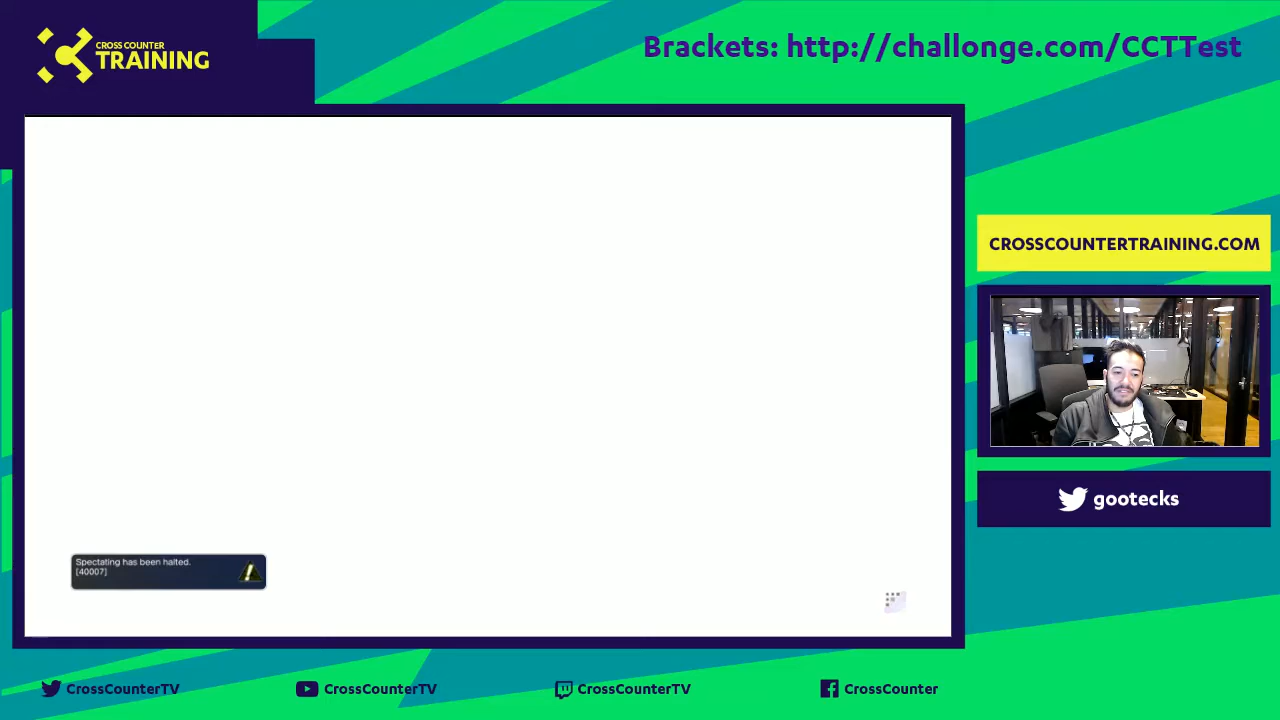 CROSS COUNTER
TRAINING
Brackets: http://challonge.com/CCTTest
CROSSCOUNTERTRAINING.COM
gootecks
Spectating has been halted.
[40007]
CrossCounterTV
CrossCounterTV
CrossCounterTV
CrossCounter